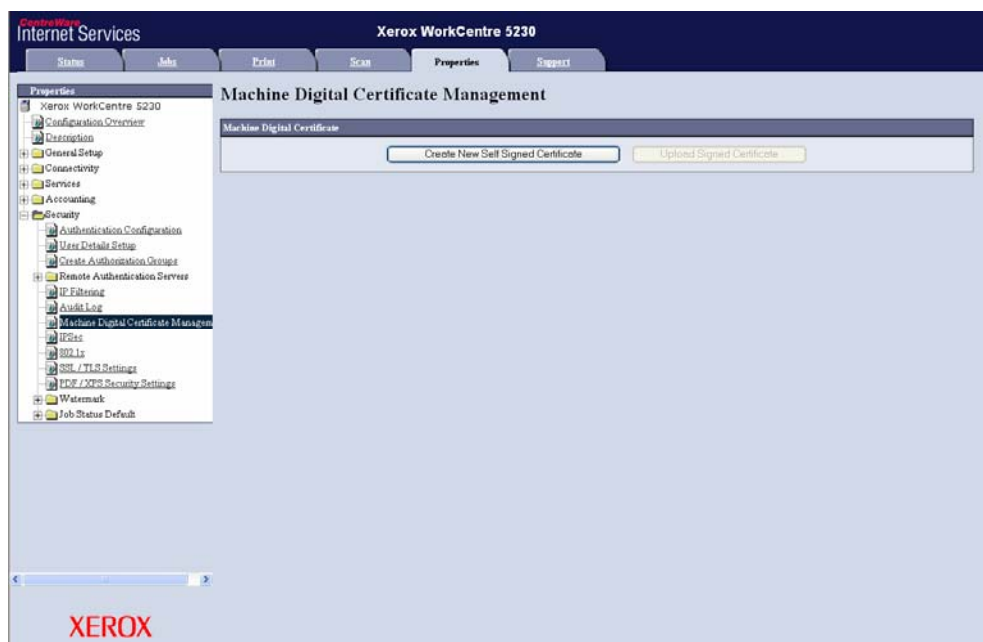 CentreWare
Internet Services
Xerox WorkCentre 5230
Status
Jobs
Print
Scan
Properties
Support
Properties
Xerox WorkCentre 5230
Configuration Overview
Description
General Setup
Connectivity
Services
Accounting
Security
Authentication Configuration
User Details Setup
Create Authorization Groups
Remote Authentication Servers
IP Filtering
Audit Log
Machine Digital Certificate Managem
IPSec
802.1x
SSL / TLS Settings
PDF / XPS Security Settings
Watermark
Job Status Default
Machine Digital Certificate Management
Machine Digital Certificate
Create New Self Signed Certificate
Upload Signed Certificate
XEROX